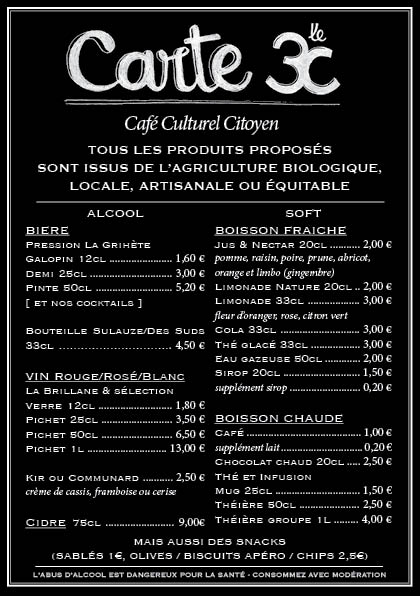 Carte le 3C
Café Culturel Citoyen
TOUS LES PRODUITS PROPOSÉS
SONT ISSUS DE L'AGRICULTURE BIOLOGIQUE,
LOCALE, ARTISANALE OU ÉQUITABLE
ALCOOL
BIERE
PRESSION LA GRIHÈTE
GALOPIN 12CL ........................ 1,60 €
DEMI 25CL ............................ 3,00 €
PINTE 50CL .......................... 5,20 €
[ ET NOS COCKTAILS ]
BOUTEILLE SULAUZE/DES SUDS
33CL ................................ 4,50 €
VIN ROUGE/ROSÉ/BLANC
LA BRILLANE & SÉLECTION
VERRE 12CL .......................... 1,80 €
PICHET 25CL ......................... 3,50 €
PICHET 50CL ......................... 6,50 €
PICHET 1L .......................... 13,00 €
KIR OU COMMUNARD .......... 2,50 €
crème de cassis, framboise ou cerise
CIDRE 75CL ........................ 9,00€
SOFT
BOISSON FRAICHE
JUS & NECTAR 20CL .......... 2,00 €
pomme, raisin, poire, prune, abricot,
orange et limbo (gingembre)
LIMONADE NATURE 20CL .. 2,00 €
LIMONADE 33CL ................. 3,00 €
fleur d'oranger, rose, citron vert
COLA 33CL ......................... 3,00 €
THÉ GLACÉ 33CL ................ 3,00 €
EAU GAZEUSE 50CL ............ 2,00 €
SIROP 20CL ........................ 1,50 €
supplément sirop ........................ 0,20 €
BOISSON CHAUDE
CAFÉ .................................. 1,00 €
supplément lait ........................ 0,20 €
CHOCOLAT CHAUD 20CL .... 2,50 €
THÉ ET INFUSION
MUG 25CL .......................... 1,50 €
THÉIÈRE 50CL .................... 2,50 €
THÉIÈRE GROUPE 1L ......... 4,00 €
MAIS AUSSI DES SNACKS
(SABLÉS 1€, OLIVES / BISCUITS APÉRO / CHIPS 2,5€)
L'ABUS D'ALCOOL EST DANGEREUX POUR LA SANTÉ - CONSOMMEZ AVEC MODÉRATION